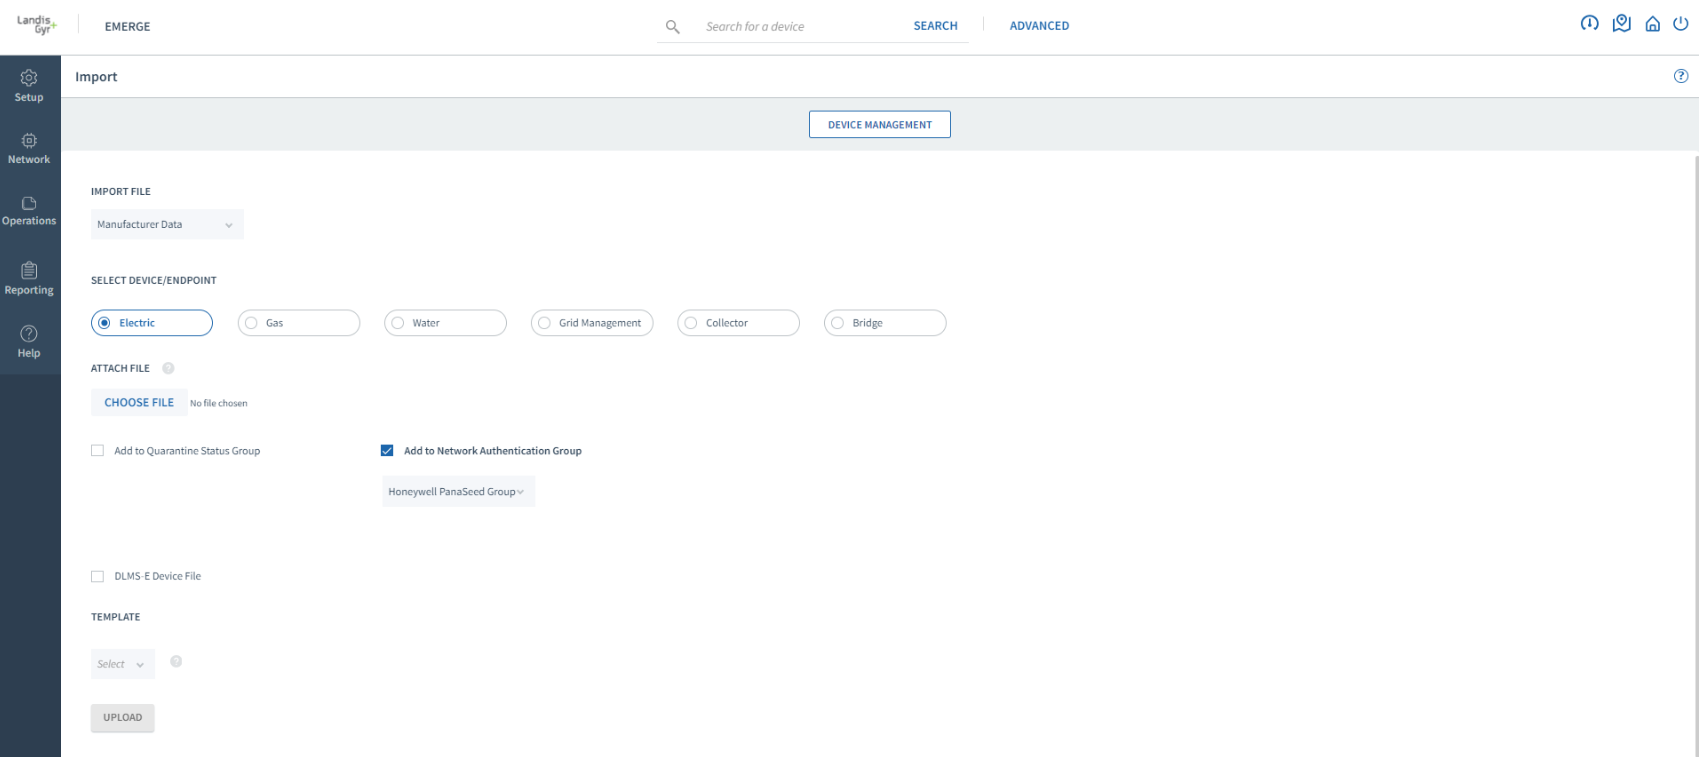 Landis
Gyr+
EMERGE
Search for a device
SEARCH
ADVANCED
Setup
Network
Operations
Reporting
Help
Import
?
DEVICE MANAGEMENT
IMPORT FILE
Manufacturer Data
SELECT DEVICE/ENDPOINT
Electric
Gas
Water
Grid Management
Collector
Bridge
ATTACH FILE ?
CHOOSE FILE No file chosen
Add to Quarantine Status Group
Add to Network Authentication Group
Honeywell PanaSeed Group
DLMS-E Device File
TEMPLATE
Select ?
UPLOAD